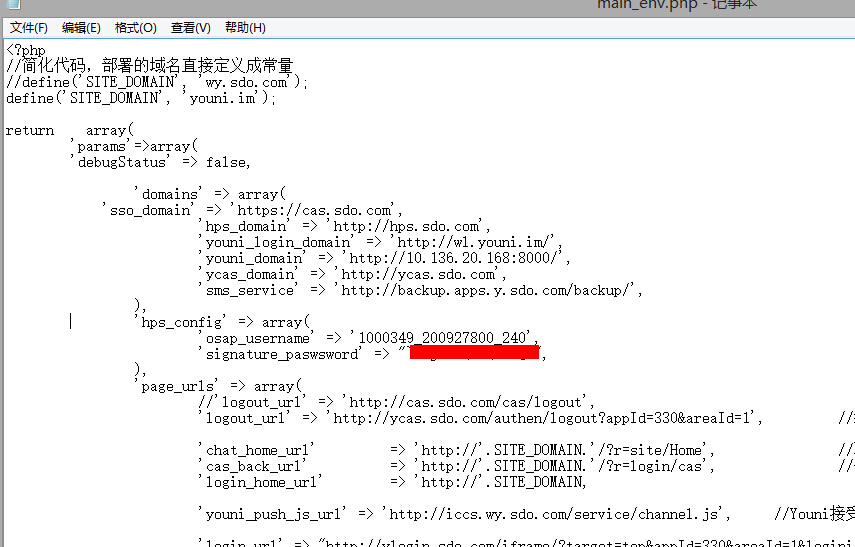 main_env.php - 记事本
文件(F) 编辑(E) 格式(O) 查看(V) 帮助(H)
<?php
//简化代码，部署的域名直接定义成常量
//define('SITE_DOMAIN', 'wy.sdo.com');
define('SITE_DOMAIN', 'youni.im');
return array(
'params'=>array(
'debugStatus' => false,
'domains' => array(
'sso_domain' => 'https://cas.sdo.com',
'hps_domain' => 'http://hps.sdo.com',
'youni_login_domain' => 'http://wl.youni.im/',
'youni_domain' => 'http://10.136.20.168:8000/',
'ycas_domain' => 'http://ycas.sdo.com',
'sms_service' => 'http://backup.apps.y.sdo.com/backup/',
),
'hps_config' => array(
'osap_username' => '1000349_200927800_240',
'signature_paswsword' => "",
),
'page_urls' => array(
//'logout_url' => 'http://cas.sdo.com/cas/logout',
'logout_url' => 'http://ycas.sdo.com/authen/logout?appId=330&areaId=1', //
'chat_home_url' => 'http://'.SITE_DOMAIN.'/?r=site/Home', //
'cas_back_url' => 'http://'.SITE_DOMAIN.'/?r=login/cas', //
'login_home_url' => 'http://'.SITE_DOMAIN,
'youni_push_js_url' => 'http://iccs.wy.sdo.com/service/channel.js', //Youni接受
'login_url' => "http://ylogin.sdo.com/iframe/?target=top&appId=330&areaId=1&logini